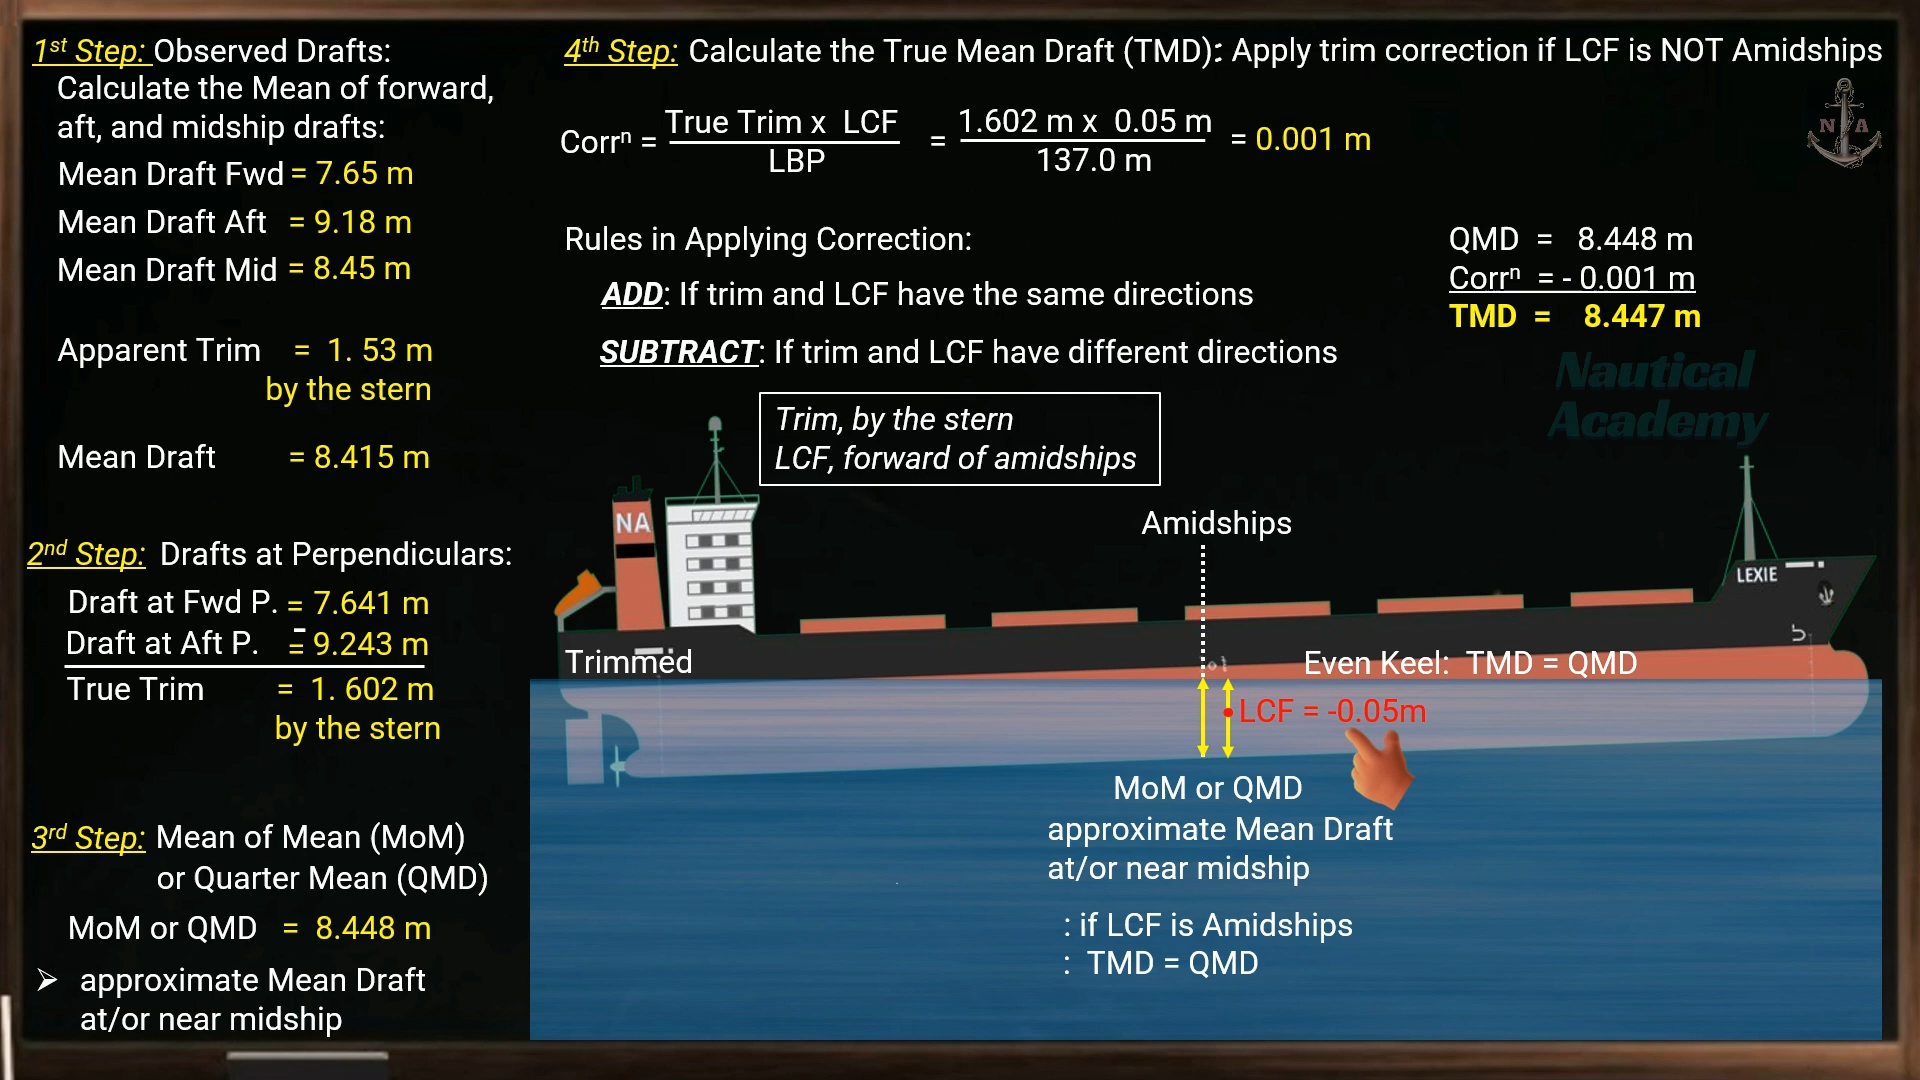 1st Step: Observed Drafts:
Calculate the Mean of forward,
aft, and midship drafts:
Mean Draft Fwd = 7.65 m
Mean Draft Aft = 9.18 m
Mean Draft Mid = 8.45 m
Apparent Trim = 1. 53 m
by the stern
Mean Draft = 8.415 m
2nd Step: Drafts at Perpendiculars:
Draft at Fwd P. = 7.641 m
Draft at Aft P. = 9.243 m
True Trim = 1. 602 m
by the stern
3rd Step: Mean of Mean (MoM)
or Quarter Mean (QMD)
MoM or QMD = 8.448 m
➢ approximate Mean Draft
at/or near midship
4th Step: Calculate the True Mean Draft (TMD): Apply trim correction if LCF is NOT Amidships
Corrⁿ = True Trim x LCF / LBP = 1.602 m x 0.05 m / 137.0 m = 0.001 m
N A
Rules in Applying Correction:
ADD: If trim and LCF have the same directions
SUBTRACT: If trim and LCF have different directions
QMD = 8.448 m
Corrⁿ = - 0.001 m
TMD = 8.447 m
Nautical
Academy
Trim, by the stern
LCF, forward of amidships
NA
Amidships
LEXIE
Trimmed
Even Keel: TMD = QMD
LCF = -0.05m
MoM or QMD
approximate Mean Draft
at/or near midship
: if LCF is Amidships
: TMD = QMD